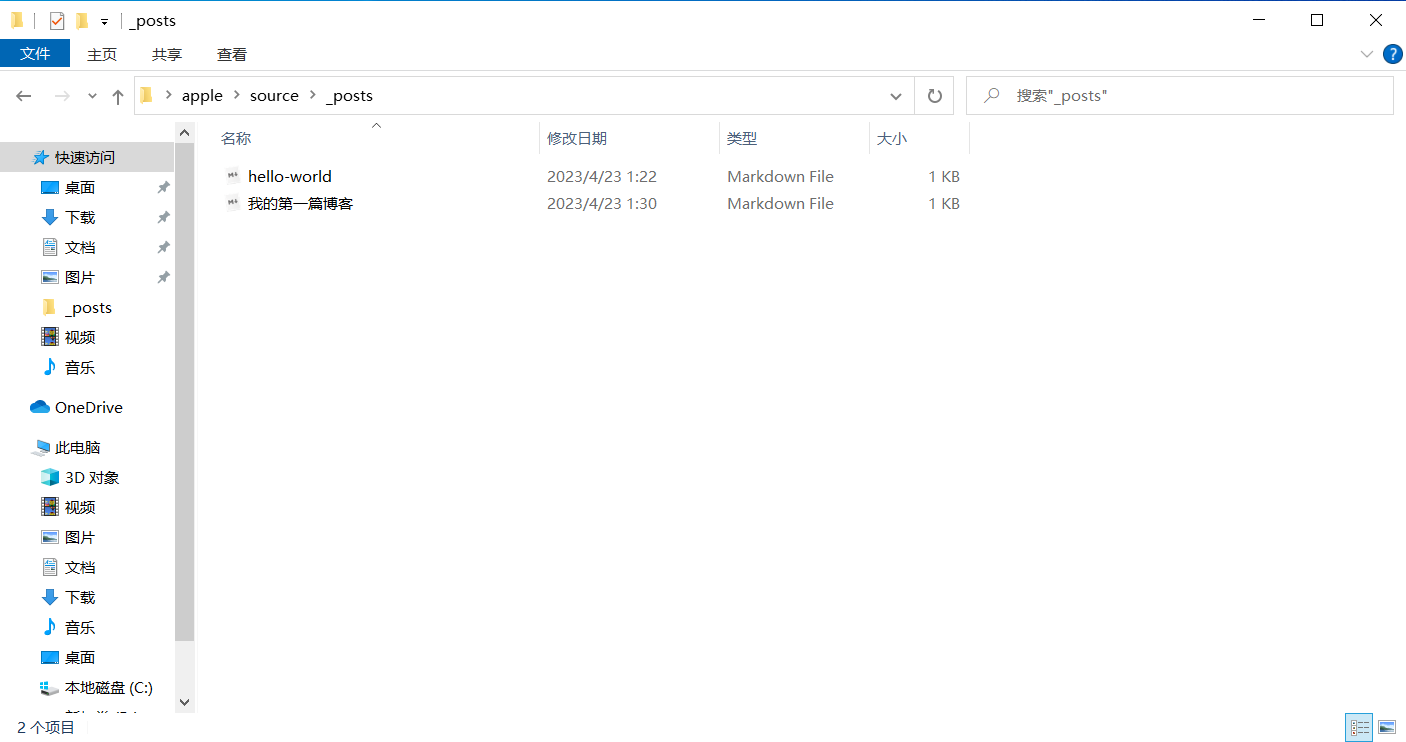 _posts
文件 主页 共享 查看
apple source _posts 搜索"_posts"
名称 修改日期 类型 大小
快速访问
桌面
下载
文档
图片
_posts
视频
音乐
OneDrive
此电脑
3D 对象
视频
图片
文档
下载
音乐
桌面
本地磁盘 (C:)
hello-world 2023/4/23 1:22 Markdown File 1 KB
我的第一篇博客 2023/4/23 1:30 Markdown File 1 KB
2 个项目